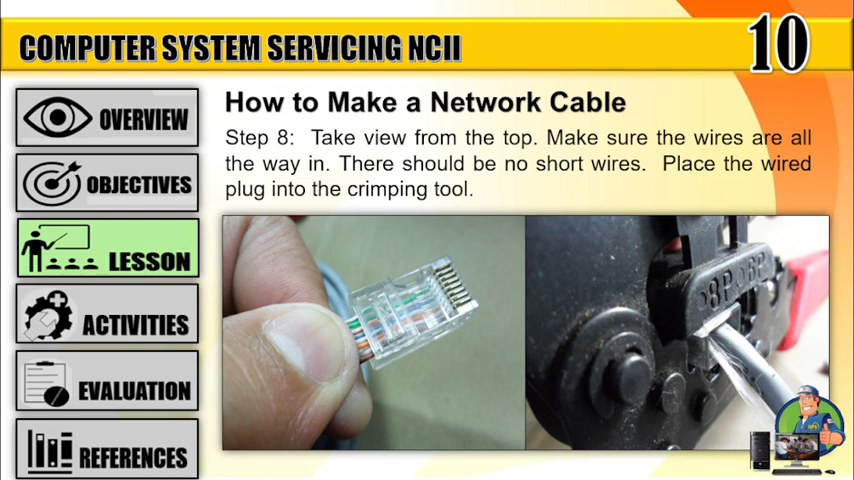 COMPUTER SYSTEM SERVICING NCII
10
OVERVIEW
OBJECTIVES
LESSON
ACTIVITIES
EVALUATION
REFERENCES
How to Make a Network Cable
Step 8: Take view from the top. Make sure the wires are all
the way in. There should be no short wires. Place the wired
plug into the crimping tool.
8P